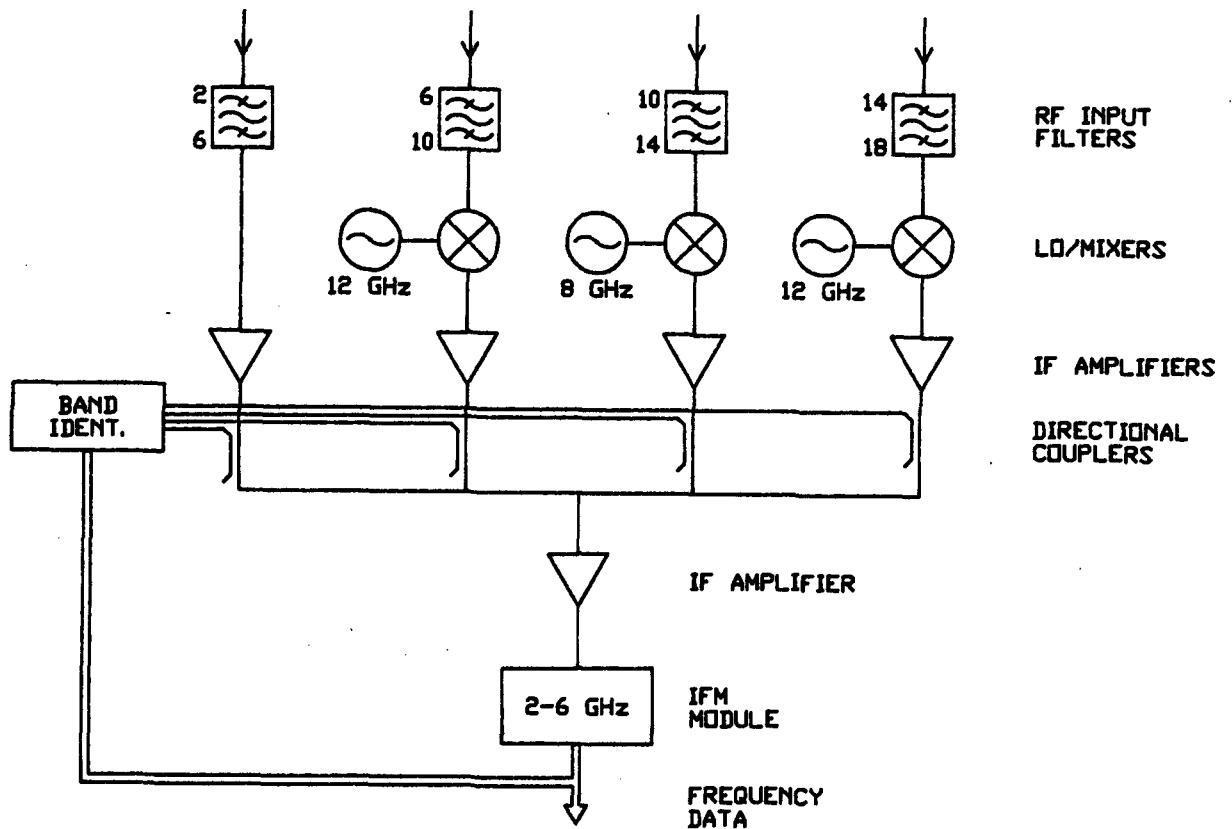 2
6
6
10
10
14
14
18
RF INPUT
FILTERS
12 GHz
8 GHz
12 GHz
LO/MIXERS
IF AMPLIFIERS
BAND
IDENT.
DIRECTIONAL
COUPLERS
IF AMPLIFIER
2-6 GHz
IFM
MODULE
FREQUENCY
DATA